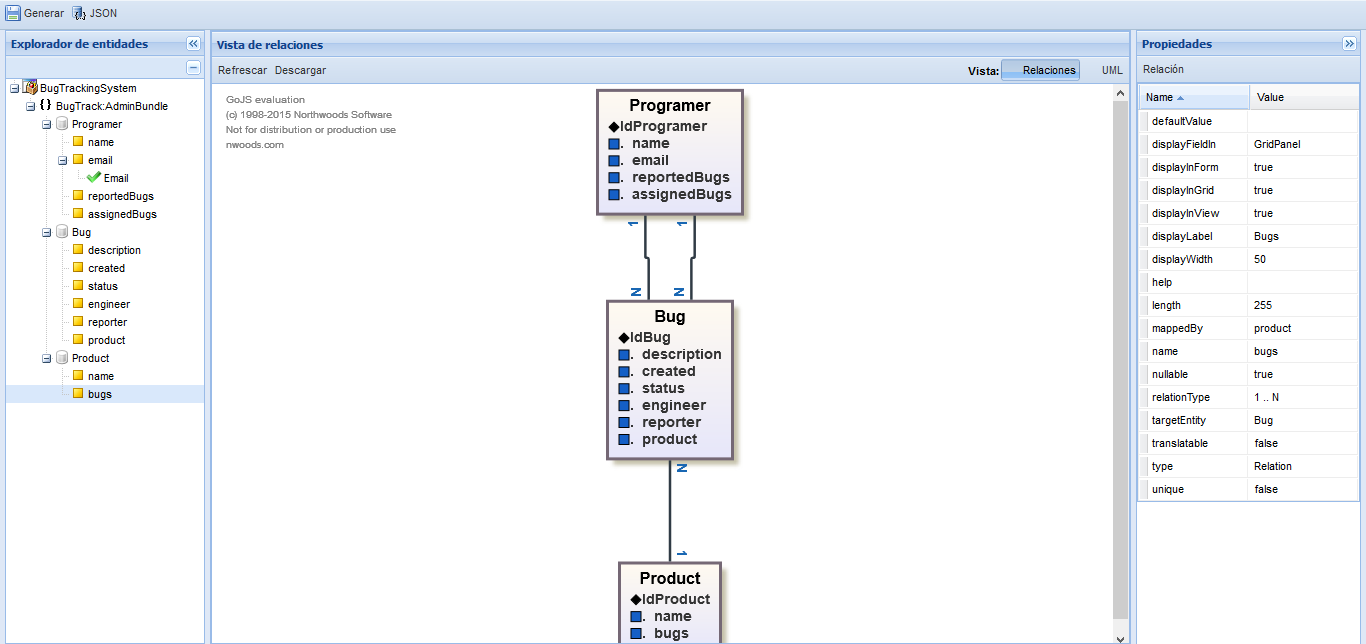 Generar JSON
Explorador de entidades
BugTrackingSystem
{} BugTrack:AdminBundle
Programer
name
email
Email
reportedBugs
assignedBugs
Bug
description
created
status
engineer
reporter
product
Product
name
bugs
Vista de relaciones
Refrescar Descargar Vista: Relaciones UML
GoJS evaluation
(c) 1998-2015 Northwoods Software
Not for distribution or production use
nwoods.com
Programer
◆IdProgramer
. name
. email
. reportedBugs
. assignedBugs
1 1
N N
Bug
◆IdBug
. description
. created
. status
. engineer
. reporter
. product
N
1
Product
◆IdProduct
. name
. bugs
Propiedades
Relación
Name Value
defaultValue
displayFieldIn GridPanel
displayInForm true
displayInGrid true
displayInView true
displayLabel Bugs
displayWidth 50
help
length 255
mappedBy product
name bugs
nullable true
relationType 1 .. N
targetEntity Bug
translatable false
type Relation
unique false